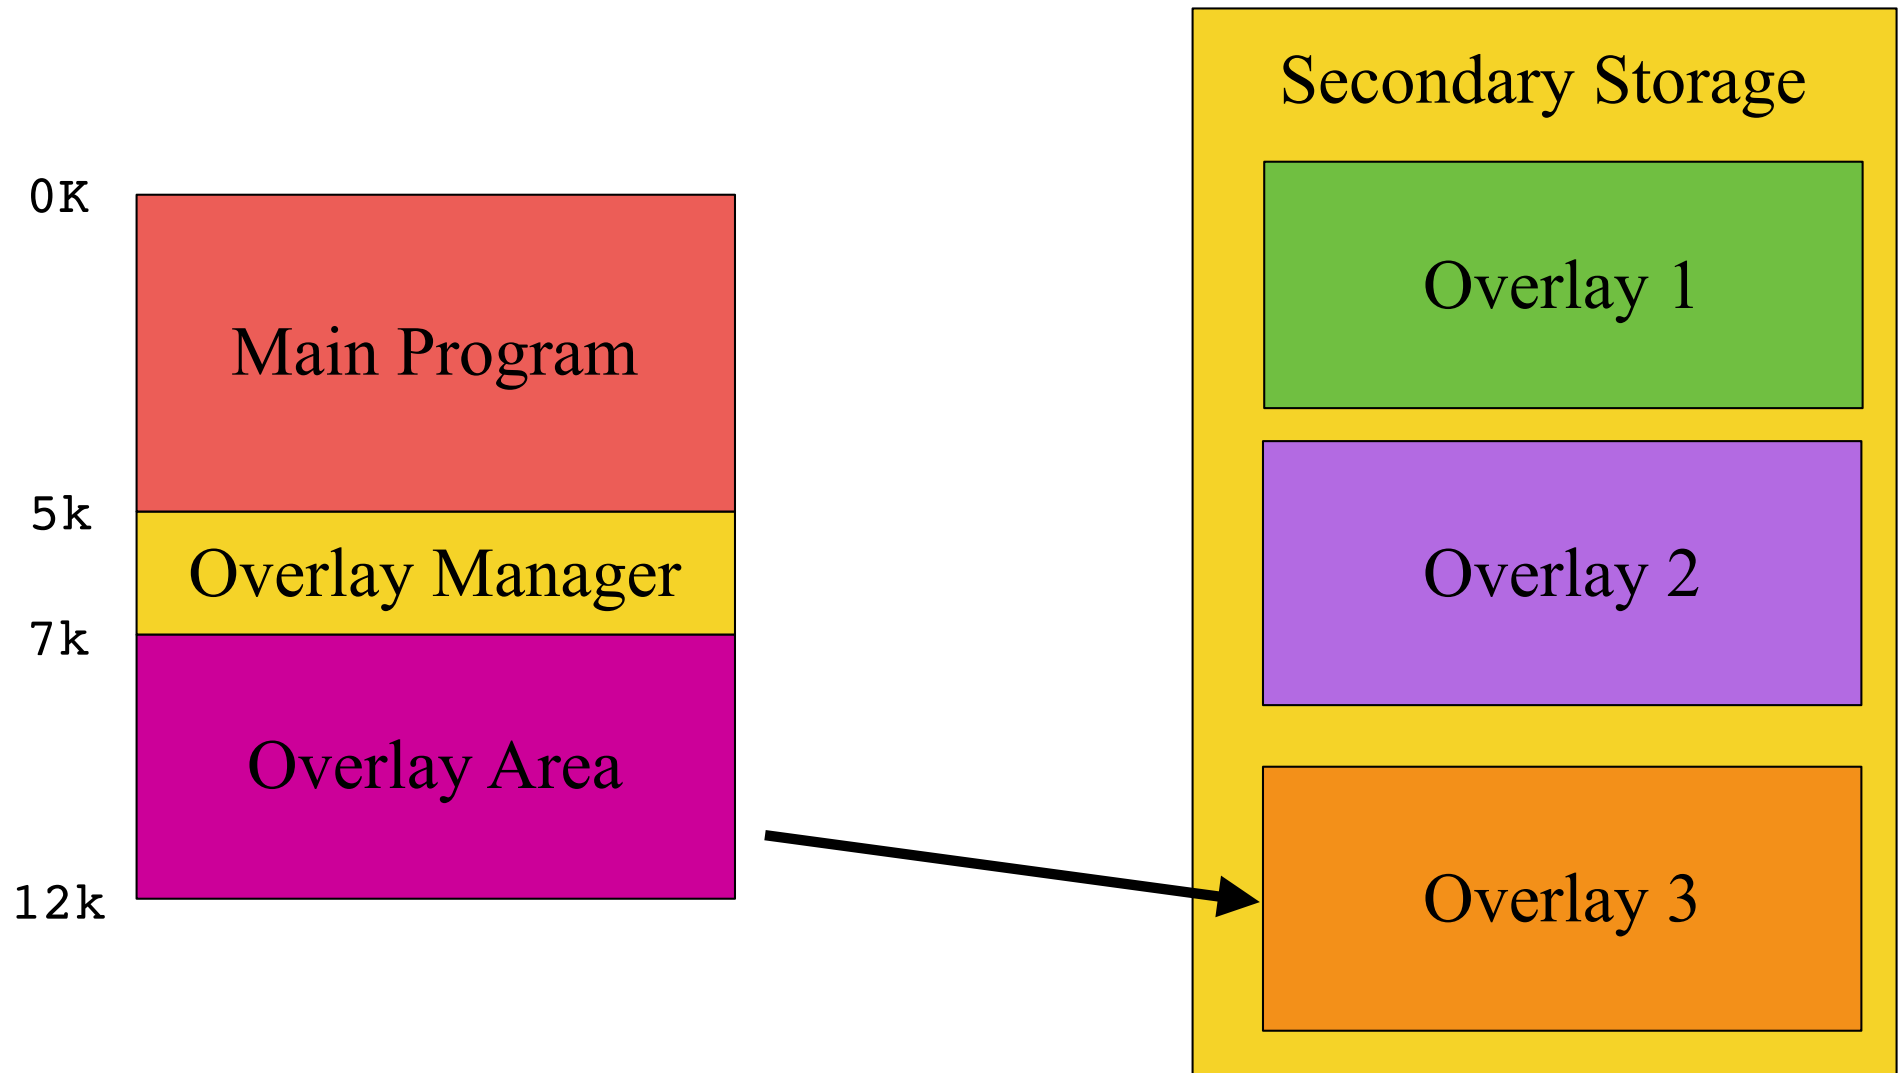 0K
Main Program
5k
Overlay Manager
7k
Overlay Area
12k
Secondary Storage
Overlay 1
Overlay 2
Overlay 3